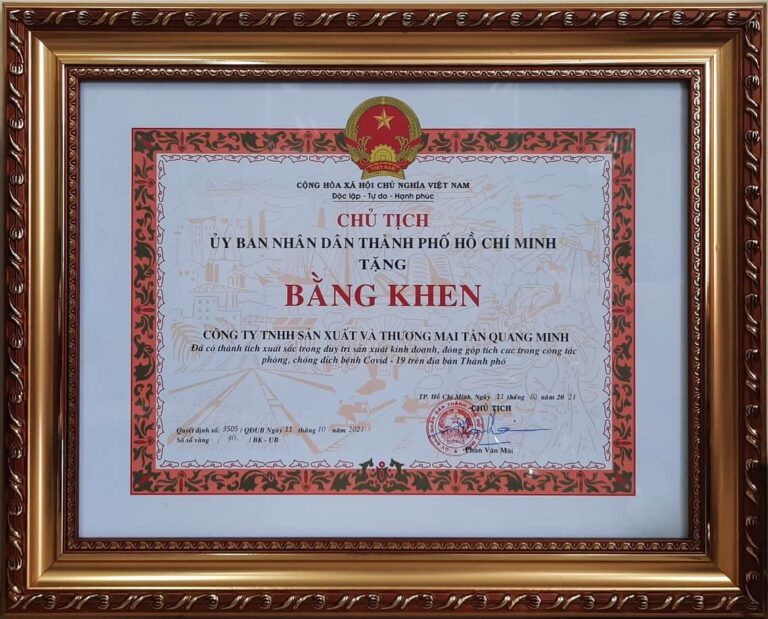 VIỆT NAM
CỘNG HÒA XÃ HỘI CHỦ NGHĨA VIỆT NAM
Độc lập - Tự do - Hạnh phúc
CHỦ TỊCH
ỦY BAN NHÂN DÂN THÀNH PHỐ HỒ CHÍ MINH
TẶNG
BẰNG KHEN
CÔNG TY TNHH SẢN XUẤT VÀ THƯƠNG MẠI TÂN QUANG MINH
Đã có thành tích xuất sắc trong duy trì sản xuất kinh doanh, đóng góp tích cực trong công tác
phòng, chống dịch bệnh Covid - 19 trên địa bàn Thành phố
TP. Hồ Chí Minh, Ngày 11 tháng 10 năm 2021
CHỦ TỊCH
Quyết định số: 3505 / QĐUB Ngày 11 tháng 10 năm 2021
Số sổ vàng 40. / BK - UB
Phan Văn Mãi